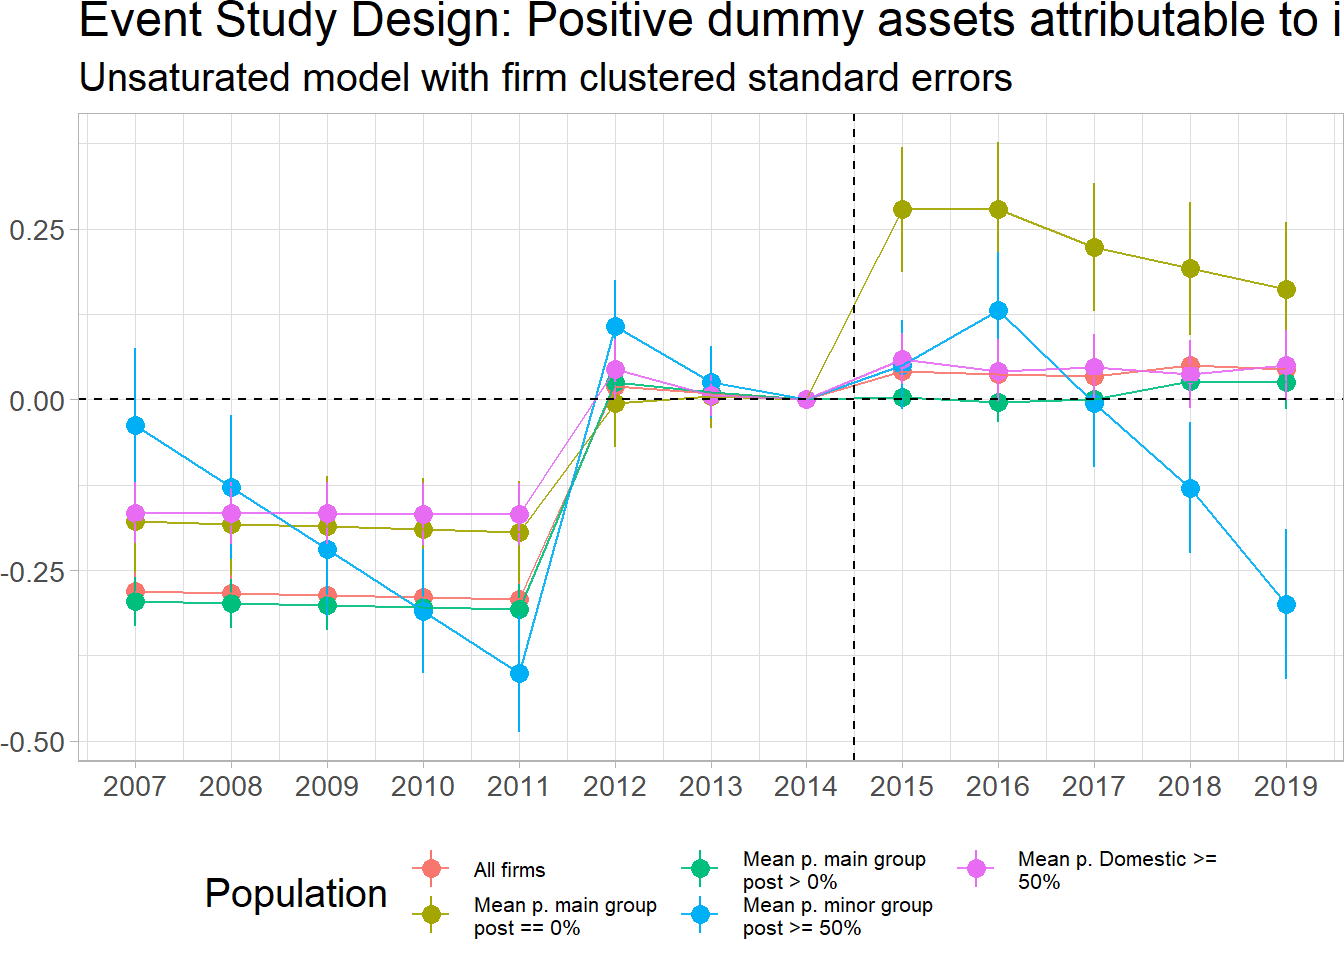 Event Study Design: Positive dummy assets attributable to i
Unsaturated model with firm clustered standard errors
0.25
0.00
-0.25
-0.50
2007 2008 2009 2010 2011 2012 2013 2014 2015 2016 2017 2018 2019
Population
All firms
Mean p. main group
post == 0%
Mean p. main group
post > 0%
Mean p. minor group
post >= 50%
Mean p. Domestic >=
50%